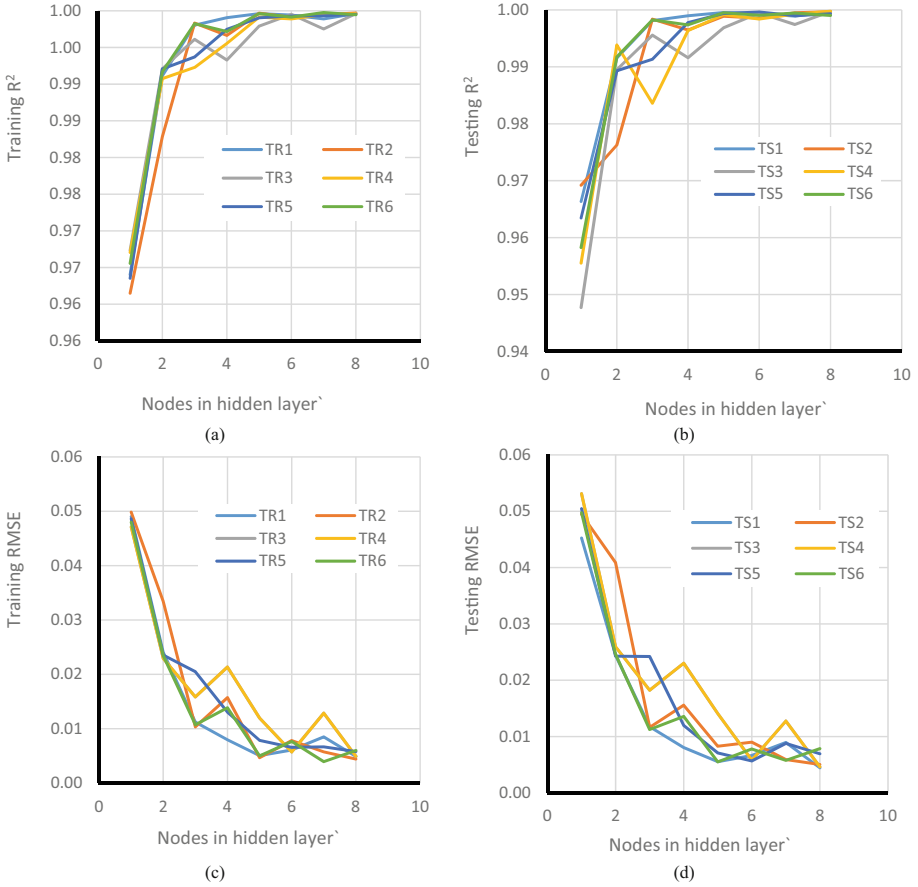 Training R²
1.00
1.00
0.99
0.99
0.98
0.98
0.97
0.97
0.96
0.96
0 2 4 6 8 10
TR1 TR2
TR3 TR4
TR5 TR6
Nodes in hidden layer`
(a)
Testing R²
1.00
0.99
0.98
0.97
0.96
0.95
0.94
0 2 4 6 8 10
TS1 TS2
TS3 TS4
TS5 TS6
Nodes in hidden layer`
(b)
Training RMSE
0.06
0.05
0.04
0.03
0.02
0.01
0.00
0 2 4 6 8 10
TR1 TR2
TR3 TR4
TR5 TR6
Nodes in hidden layer`
(c)
Testing RMSE
0.06
0.05
0.04
0.03
0.02
0.01
0.00
0 2 4 6 8 10
TS1 TS2
TS3 TS4
TS5 TS6
Nodes in hidden layer`
(d)